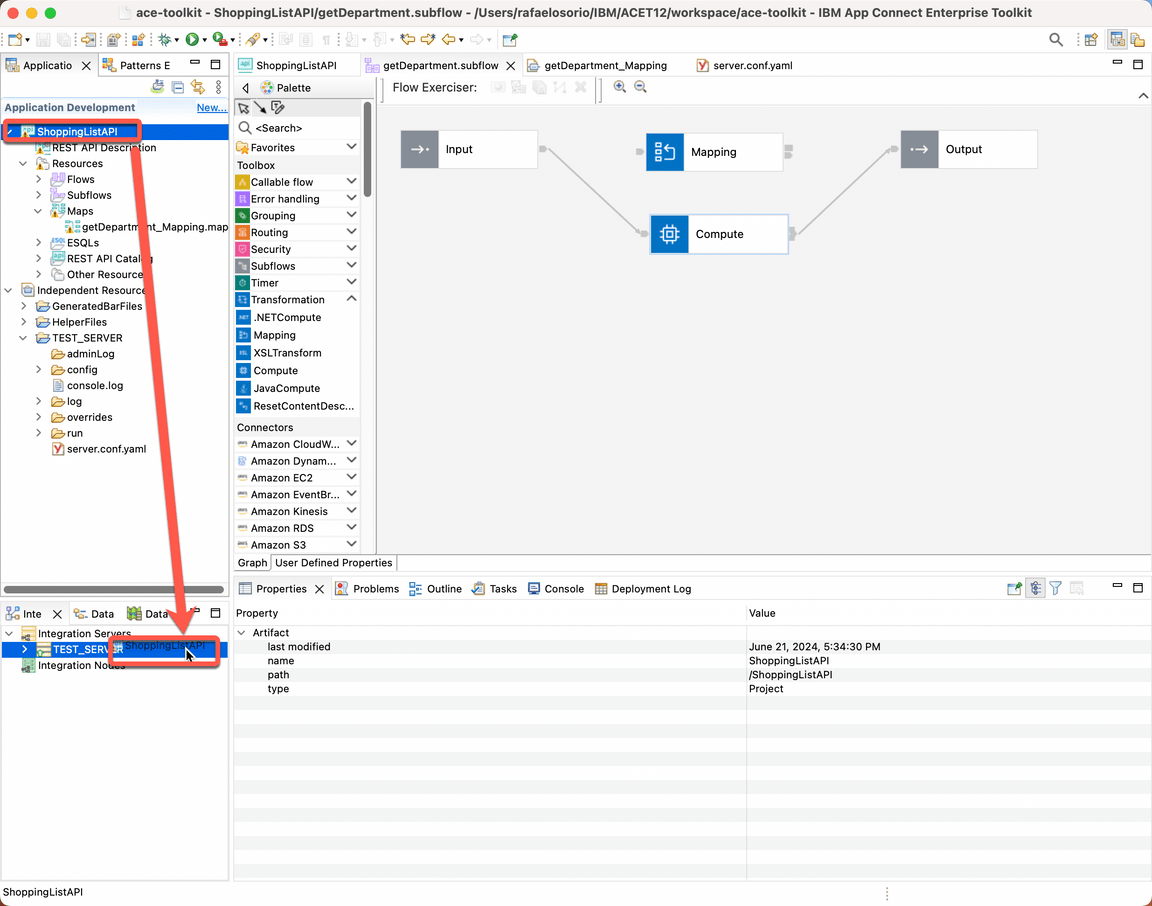 ace-toolkit - ShoppingListAPI/getDepartment.subflow - /Users/rafaelosorio/IBM/ACET12/workspace/ace-toolkit - IBM App Connect Enterprise Toolkit
Applicatio
Patterns E
Application Development
New...
ShoppingListAPI
REST API Description
Resources
Flows
Subflows
Maps
getDepartment_Mapping.map
ESQLs
REST API Catalog
Other Resource
Independent Resource
GeneratedBarFiles
HelperFiles
TEST_SERVER
adminLog
config
console.log
log
overrides
run
server.conf.yaml
Inte
Data
Data
Integration Servers
TEST_SERVER
ShoppingListAPI
Integration Nodes
ShoppingListAPI
getDepartment.subflow
getDepartment_Mapping
server.conf.yaml
Palette
Flow Exerciser:
<Search>
Favorites
Toolbox
Callable flow
Error handling
Grouping
Routing
Security
Subflows
Timer
Transformation
.NETCompute
Mapping
XSLTransform
Compute
JavaCompute
ResetContentDesc...
Connectors
Amazon CloudW...
Amazon Dynam...
Amazon EC2
Amazon EventBr...
Amazon Kinesis
Amazon RDS
Amazon S3
Input
Mapping
Output
Compute
Graph
User Defined Properties
Properties
Problems
Outline
Tasks
Console
Deployment Log
Property
Value
Artifact
last modified
June 21, 2024, 5:34:30 PM
name
ShoppingListAPI
path
/ShoppingListAPI
type
Project
ShoppingListAPI